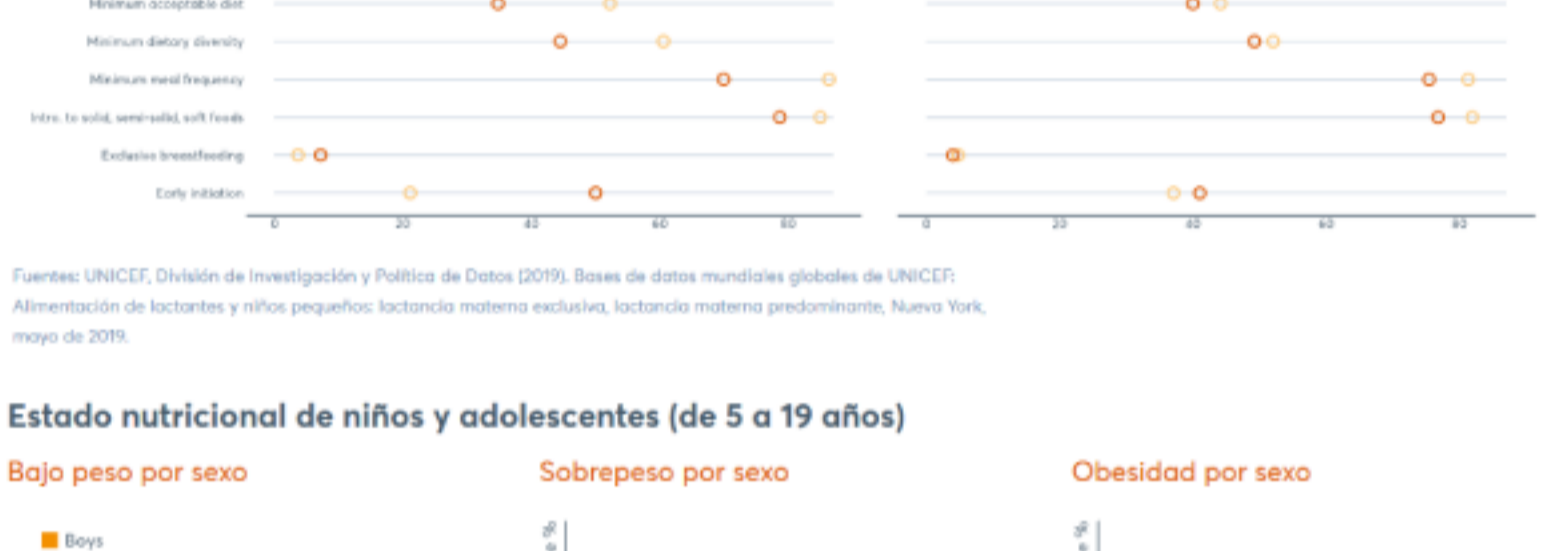 Minimum acceptable diet
Minimum dietary diversity
Minimum meal frequency
Intro. to solid, semi-solid, soft foods
Exclusive breastfeeding
Early initiation
0 20 40 60 80
0 20 40 60 80
Fuentes: UNICEF, División de Investigación y Política de Datos (2019). Bases de datos mundiales globales de UNICEF:
Alimentación de lactantes y niños pequeños: lactancia materna exclusiva, lactancia materna predominante, Nueva York,
mayo de 2019.
Estado nutricional de niños y adolescentes (de 5 a 19 años)
Bajo peso por sexo
Sobrepeso por sexo
Obesidad por sexo
Boys
%
%